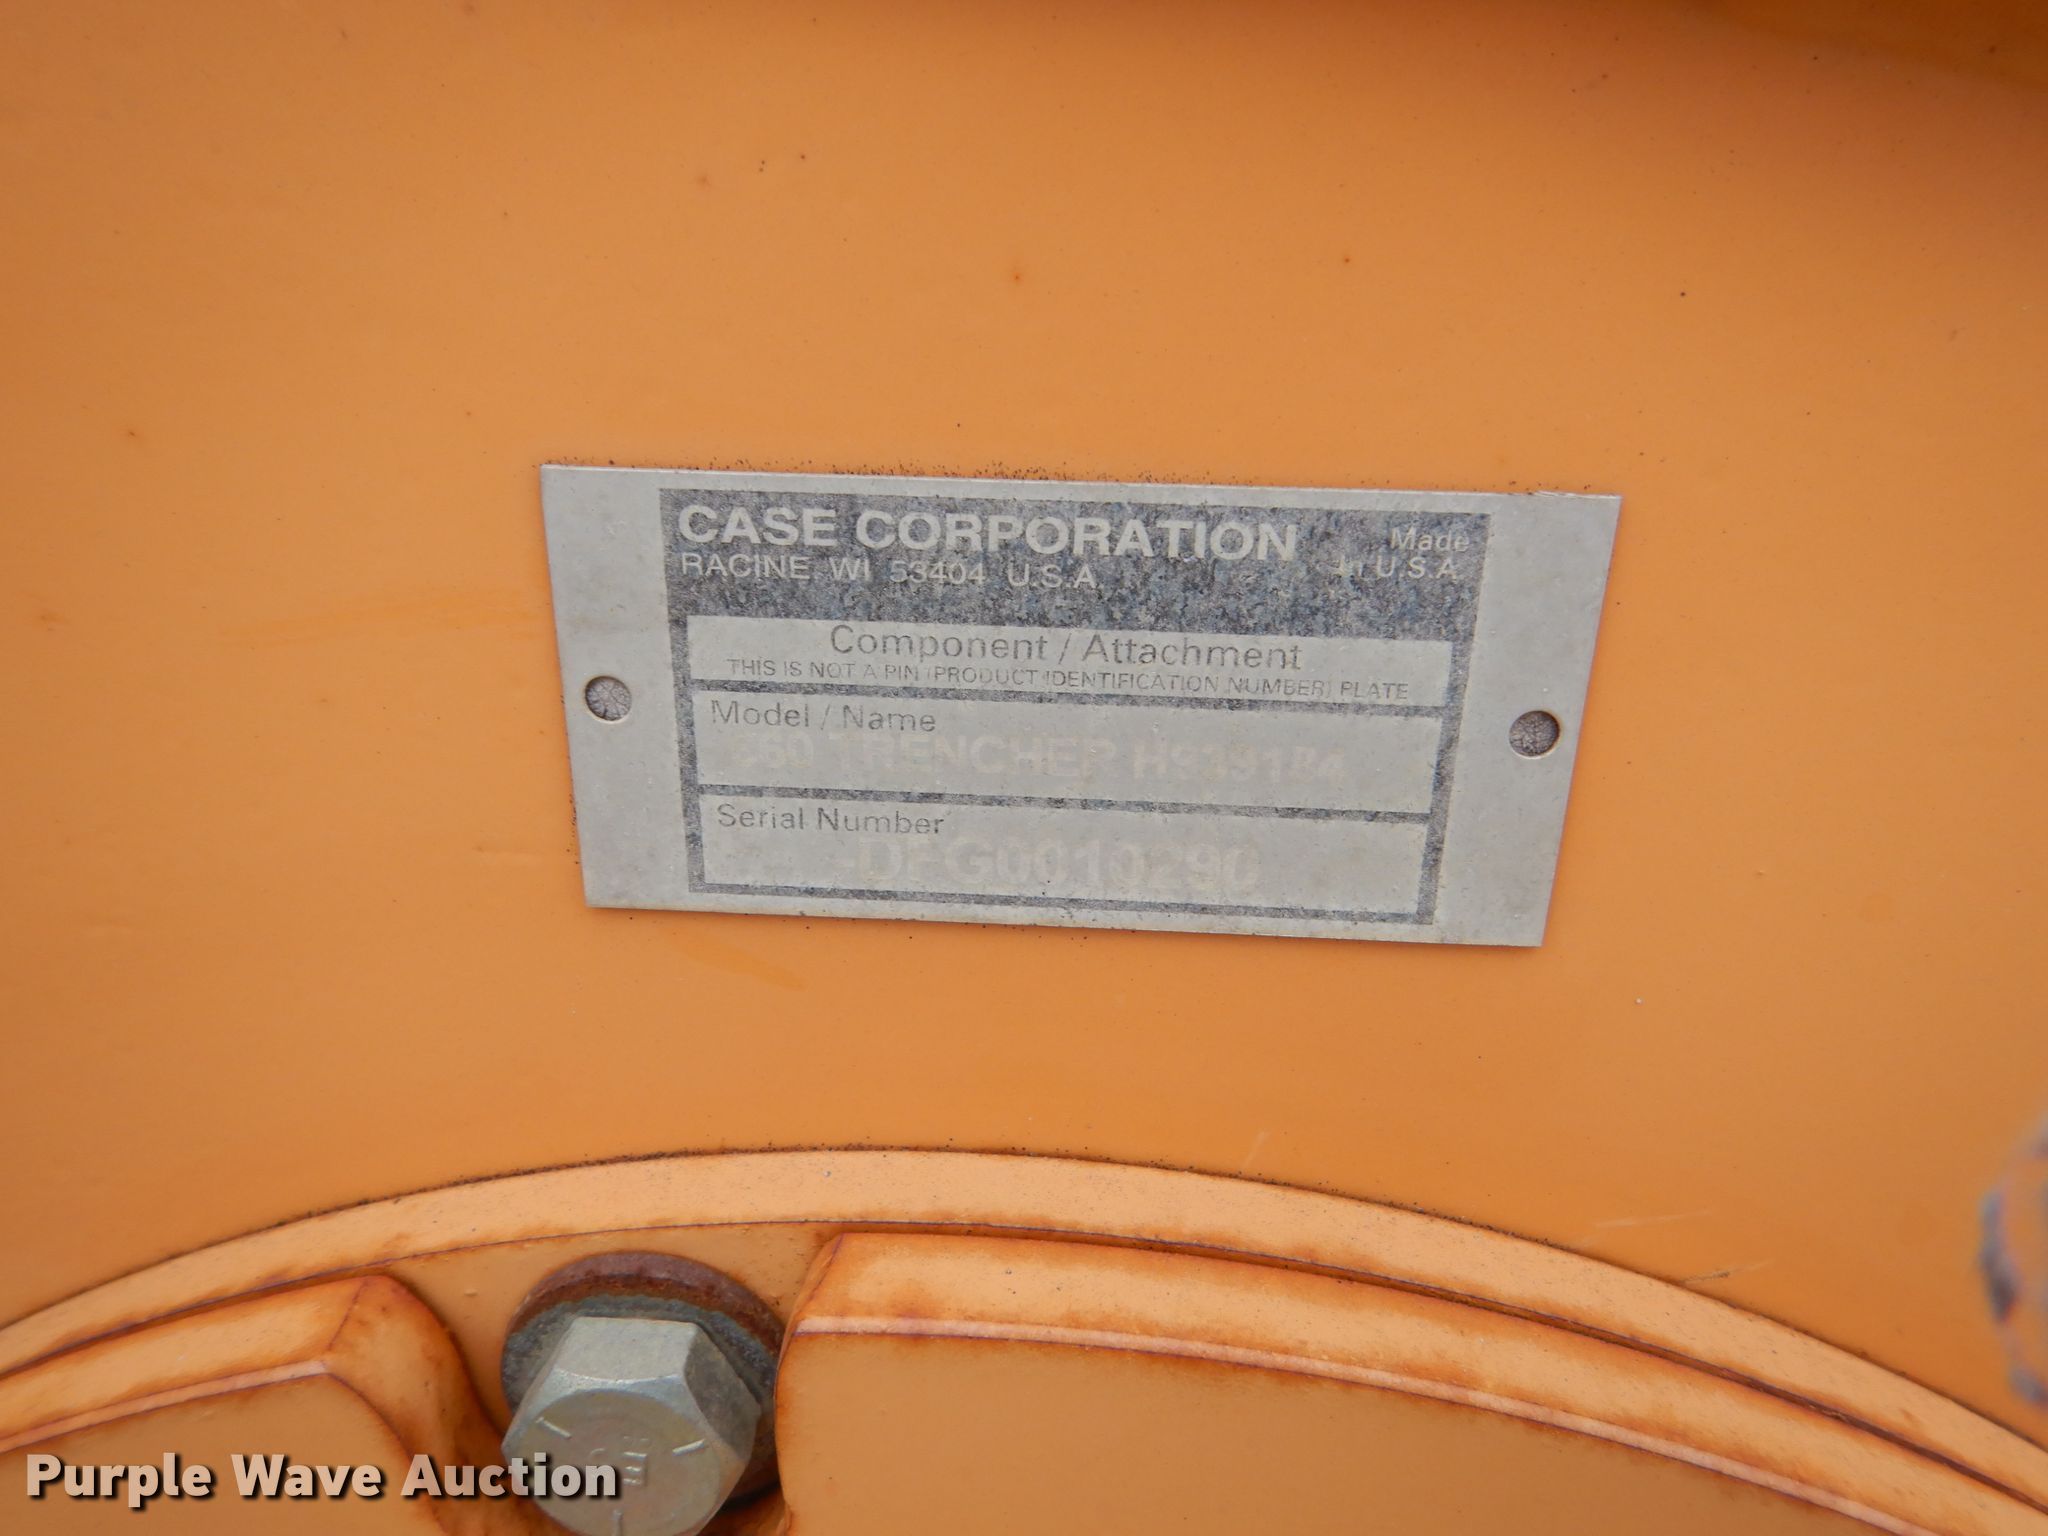 CASE CORPORATION
RACINE, WI 53404 U.S.A.
Made
in U.S.A.
Component / Attachment
THIS IS NOT A PIN (PRODUCT IDENTIFICATION NUMBER) PLATE
Model / Name
TRENCHER
Serial Number
Purple Wave Auction